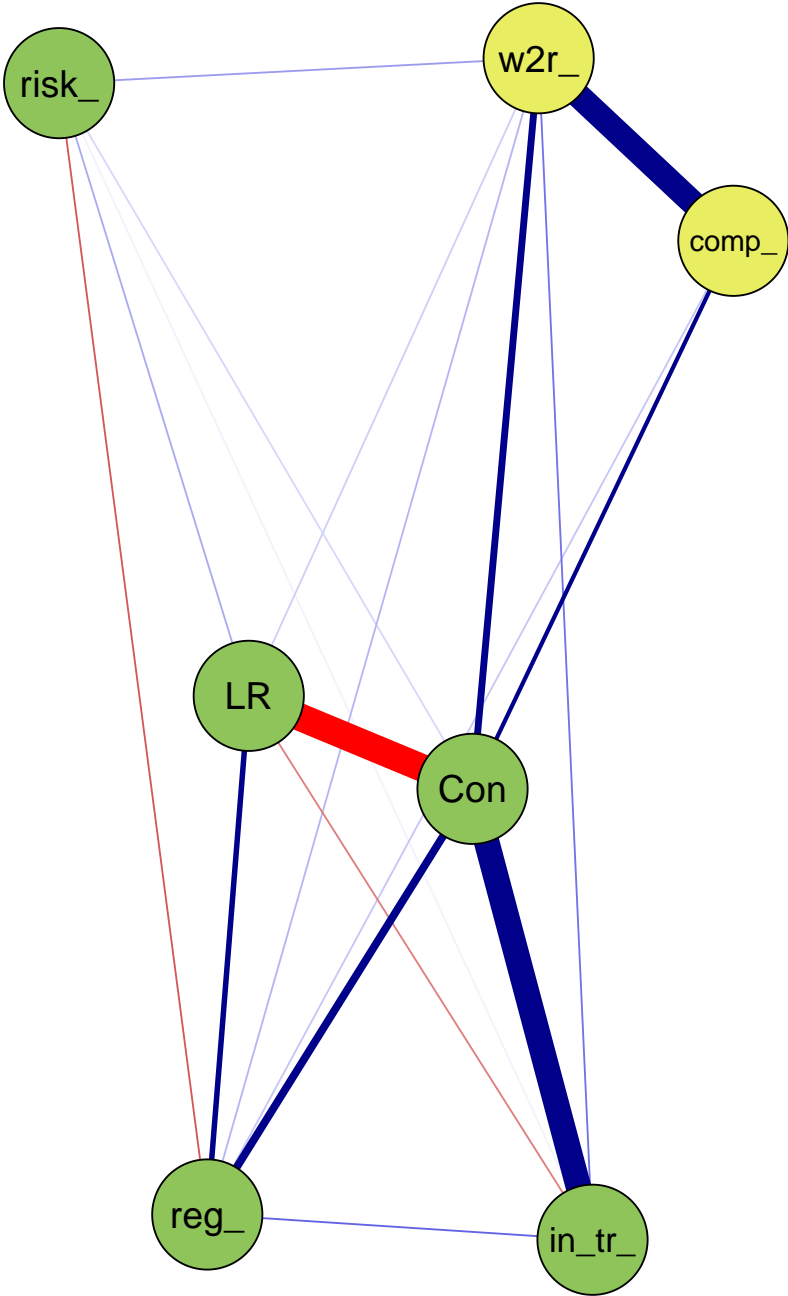 risk_
w2r_
comp_
LR
Con
reg_
in_tr_